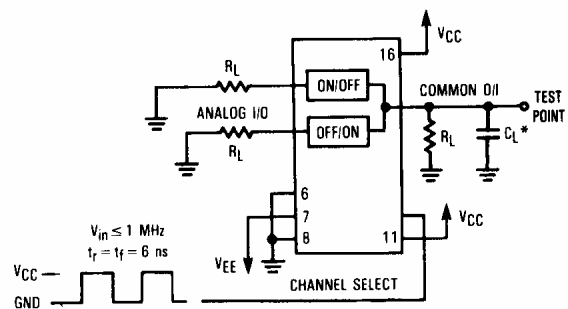 VCC
16
RL
ON/OFF
COMMON O/I
TEST
POINT
ANALOG I/O
OFF/ON
RL
RL
CL*
6
7
8
11
VCC
VEE
Vin ≤ 1 MHz
tr = tf = 6 ns
VCC
GND
CHANNEL SELECT